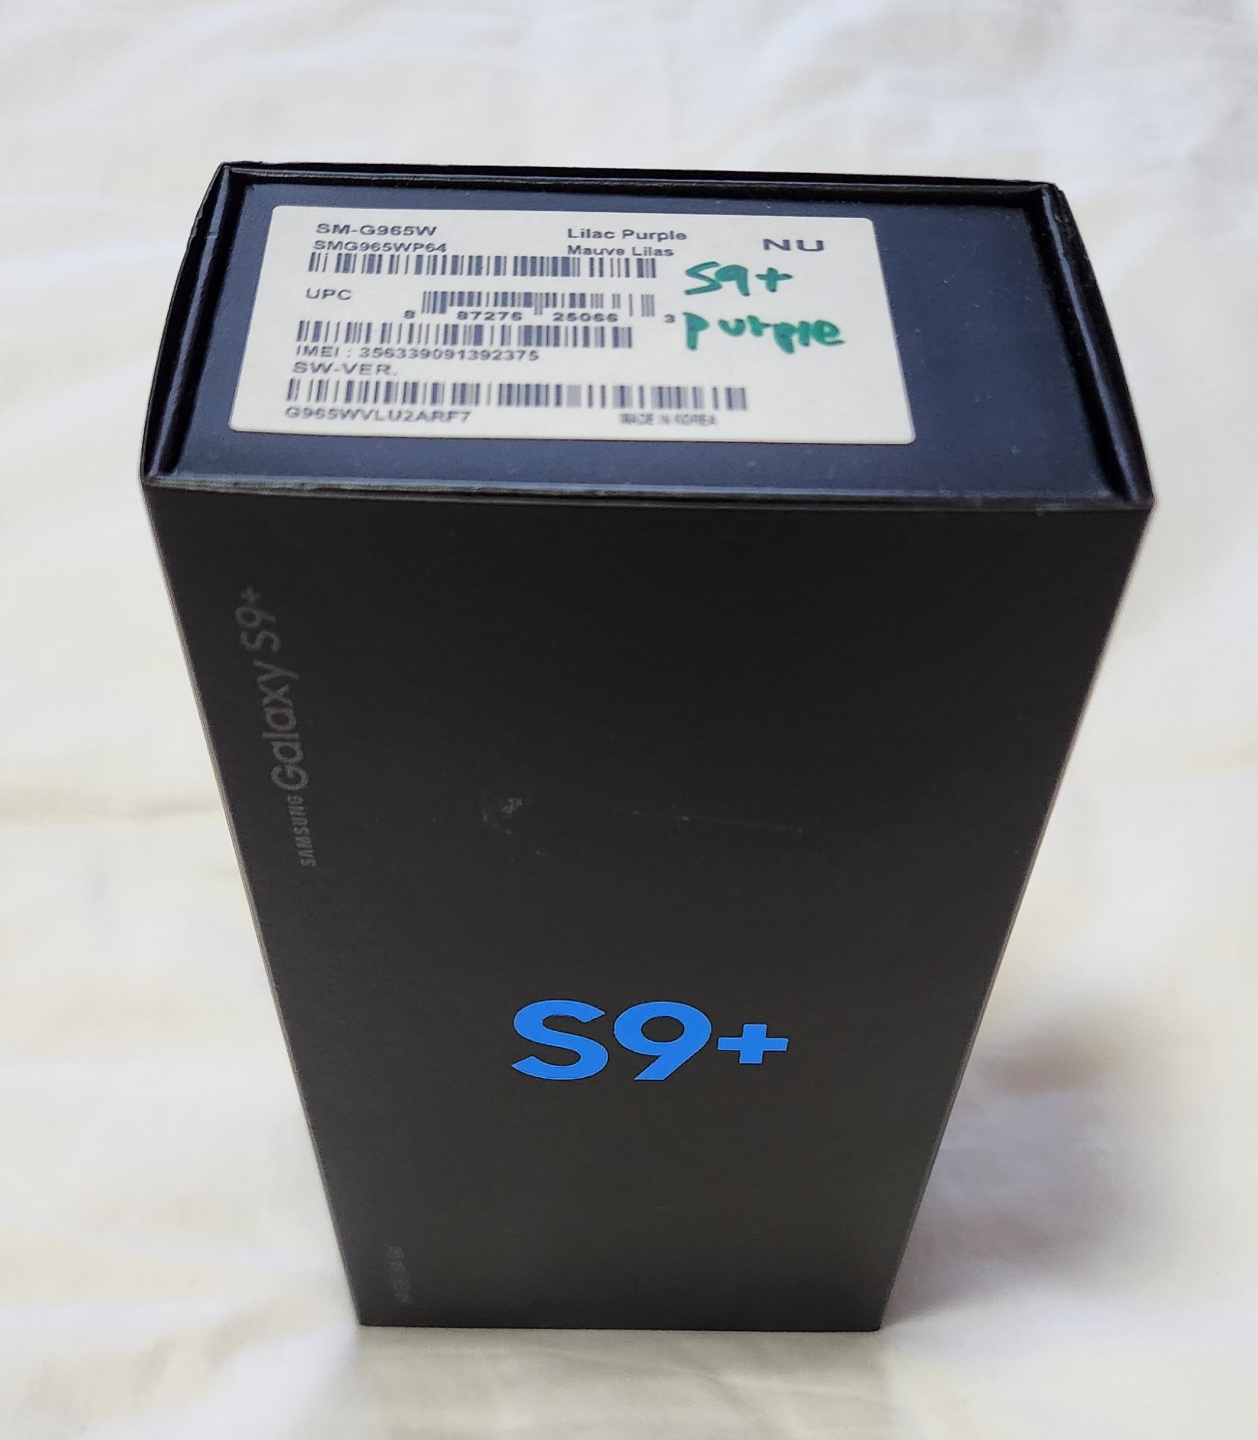 SM-G965W
SMG965WP64
Lilac Purple
Mauve Lilas
NU
S9+
purple
UPC
8 87276 25066 3
IMEI : 356339091392375
SW-VER.
G965WVLU2ARF7
MADE IN KOREA
SAMSUNG Galaxy S9+
S9+